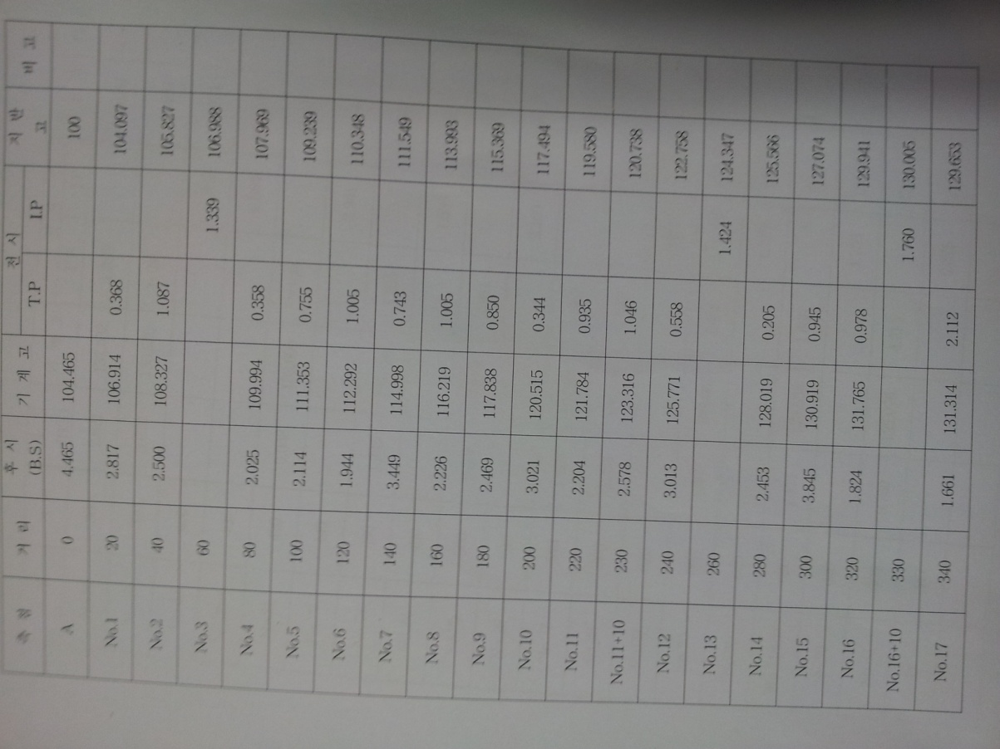 측 점 거 리 후 시 (B.S) 기 계 고 전 시 T.P I.P 지 반 고 비 고
A 0 4.465 104.465 100
No.1 20 2.817 106.914 0.368 104.097
No.2 40 2.500 108.327 1.087 105.827
No.3 60 1.339 106.988
No.4 80 2.025 109.994 0.358 107.969
No.5 100 2.114 111.353 0.755 109.239
No.6 120 1.944 112.292 1.005 110.348
No.7 140 3.449 114.998 0.743 111.549
No.8 160 2.226 116.219 1.005 113.993
No.9 180 2.469 117.838 0.850 115.369
No.10 200 3.021 120.515 0.344 117.494
No.11 220 2.204 121.784 0.935 119.580
No.11+10 230 2.578 123.316 1.046 120.738
No.12 240 3.013 125.771 0.558 122.758
No.13 260 1.424 124.347
No.14 280 2.453 128.019 0.205 125.566
No.15 300 3.845 130.919 0.945 127.074
No.16 320 1.824 131.765 0.978 129.941
No.16+10 330 1.760 130.005
No.17 340 1.661 131.314 2.112 129.653